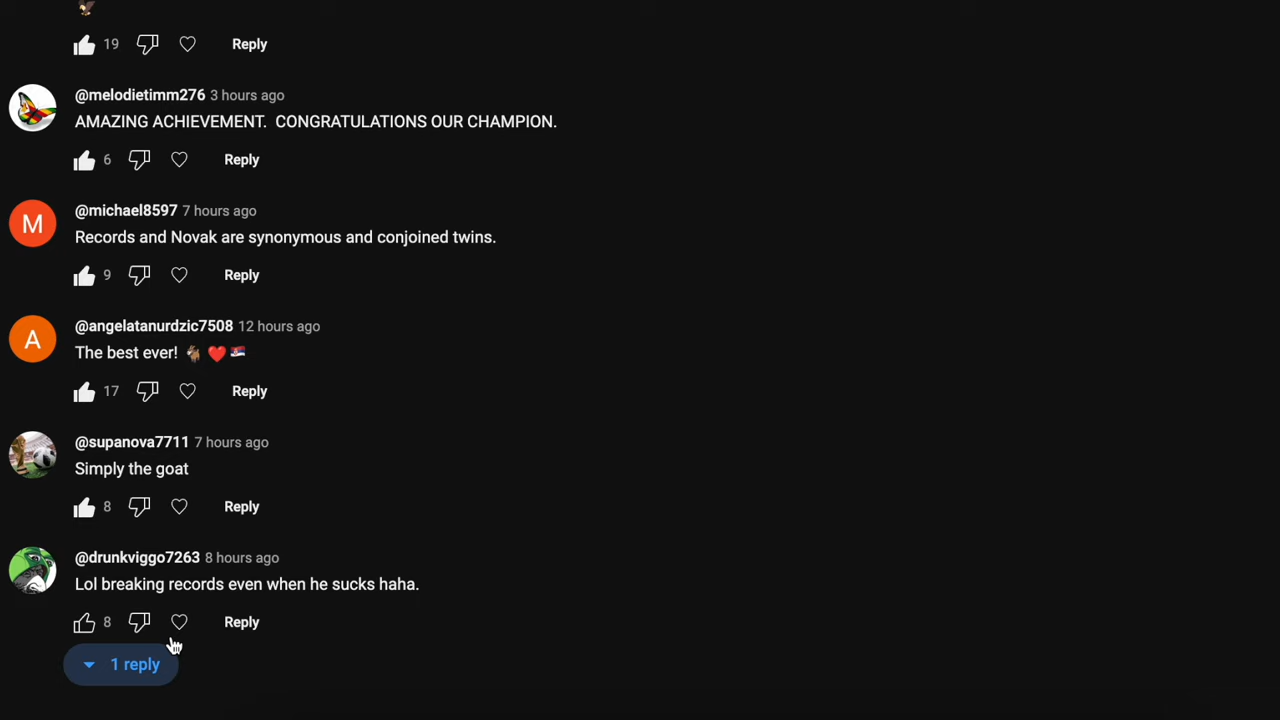 19 Reply
@melodietimm276 3 hours ago
AMAZING ACHIEVEMENT. CONGRATULATIONS OUR CHAMPION.
6 Reply
M
@michael8597 7 hours ago
Records and Novak are synonymous and conjoined twins.
9 Reply
A
@angelatanurdzic7508 12 hours ago
The best ever! 🐐❤️🇷🇸
17 Reply
@supanova7711 7 hours ago
Simply the goat
8 Reply
@drunkviggo7263 8 hours ago
Lol breaking records even when he sucks haha.
8 Reply
1 reply